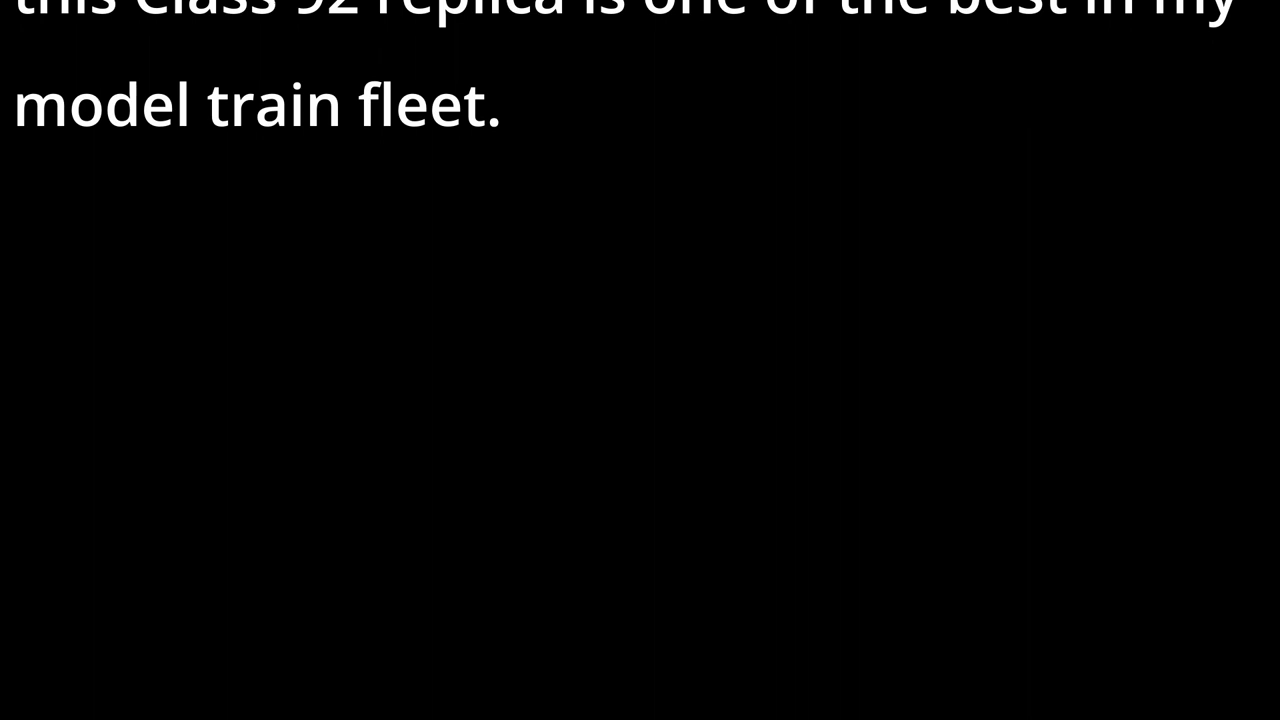 this Class 92 replica is one of the best in my
model train fleet.